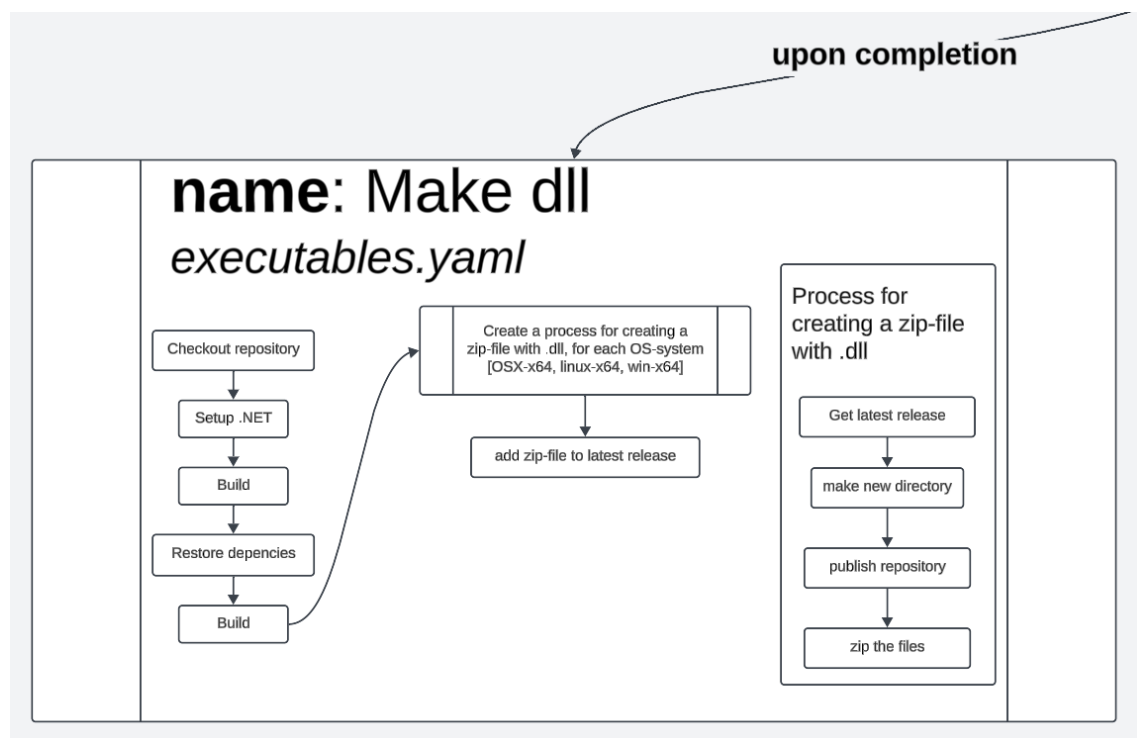 upon completion
name: Make dll
executables.yaml
Checkout repository
Setup .NET
Build
Restore depencies
Build
Create a process for creating a
zip-file with .dll, for each OS-system
[OSX-x64, linux-x64, win-x64]
add zip-file to latest release
Process for
creating a zip-file
with .dll
Get latest release
make new directory
publish repository
zip the files